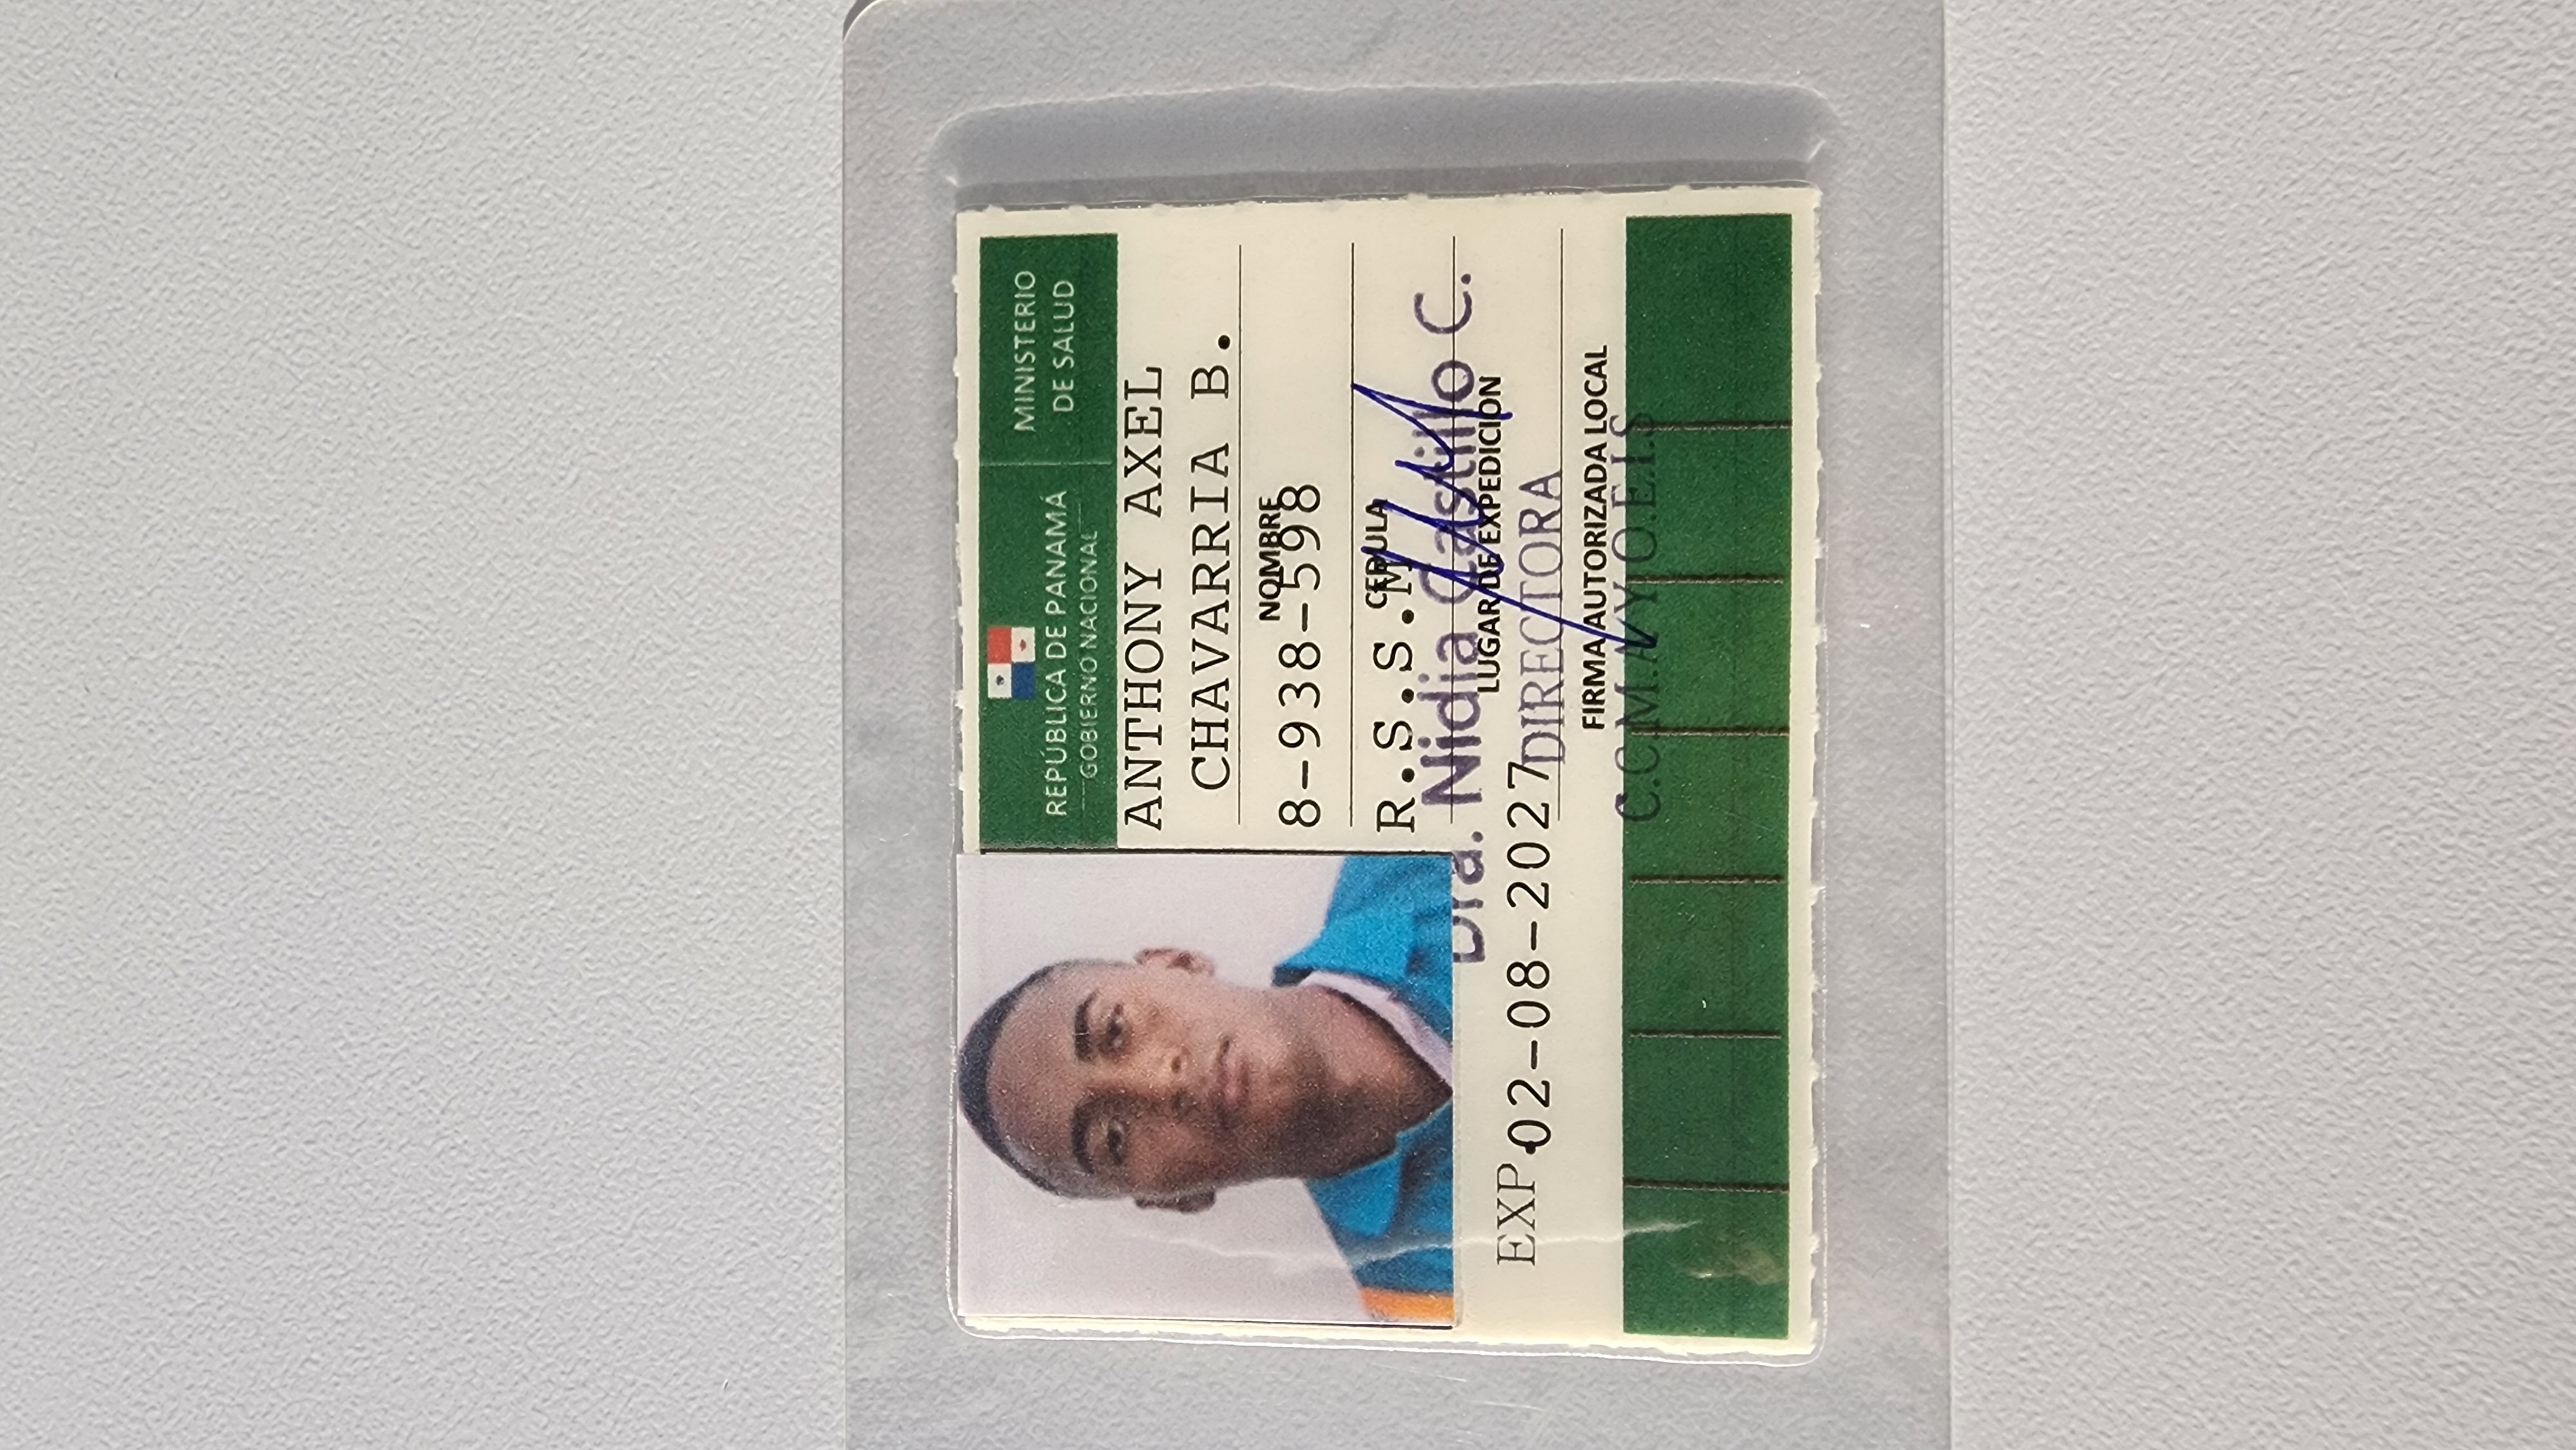 REPÚBLICA DE PANAMÁ
GOBIERNO NACIONAL
MINISTERIO
DE SALUD
ANTHONY AXEL
CHAVARRIA B.
NOMBRE
8-938-598
CEDULA
R.S.S.M
Dra. Nidia Castillo C.
LUGAR DE EXPEDICIÓN
EXP.02-08-2027
DIRECTORA
FIRMA AUTORIZADA LOCAL
C.C.M.A Y O.E.I.S